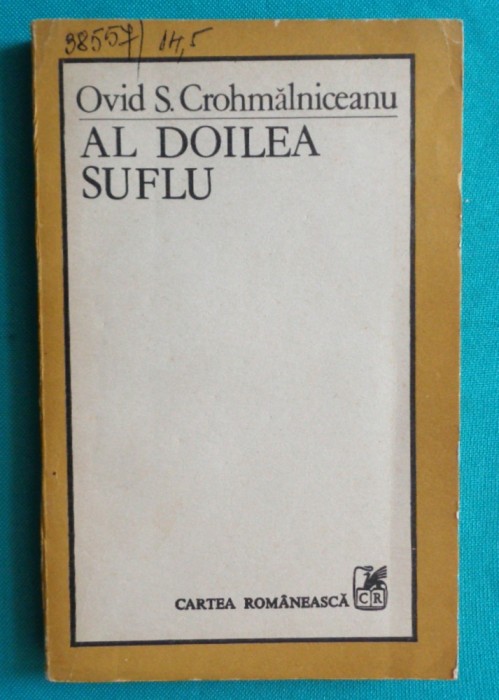 38557/ 14,5
Ovid S. Crohmălniceanu
AL DOILEA
SUFLU
CARTEA ROMÂNEASCĂ
CR